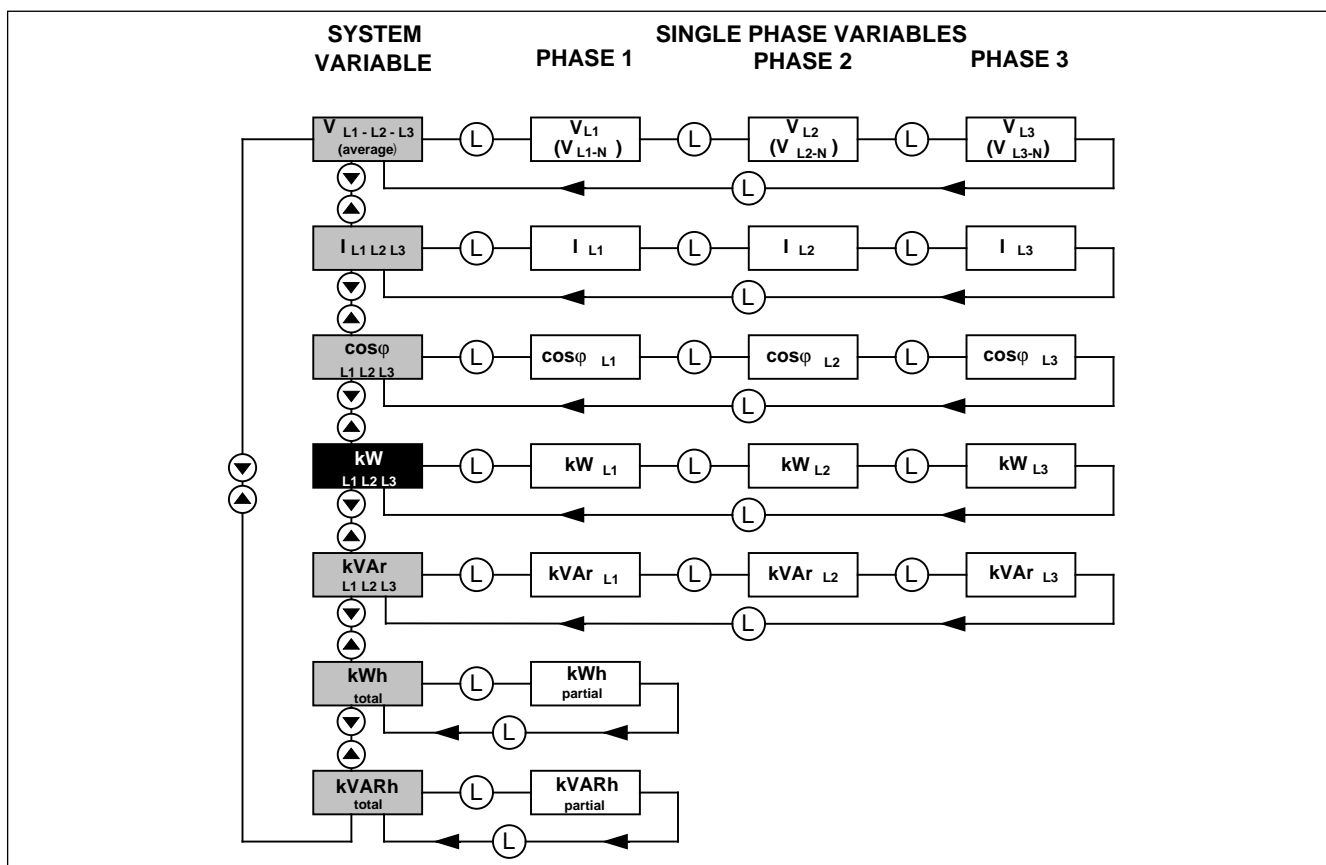 SYSTEM VARIABLE
SINGLE PHASE VARIABLES
PHASE 1
PHASE 2
PHASE 3
V L1 - L2 - L3
(average)
L
VL1
(V L1-N )
L
V L2
(V L2-N )
L
V L3
(V L3-N)
L
I L1 L2 L3
L
I L1
L
I L2
L
I L3
L
cosφ
L1 L2 L3
L
cosφ L1
L
cosφ L2
L
cosφ L3
L
kW
L1 L2 L3
L
kW L1
L
kW L2
L
kW L3
L
kVAr
L1 L2 L3
L
kVAr L1
L
kVAr L2
L
kVAr L3
L
kWh
total
L
kWh
partial
L
kVARh
total
L
kVARh
partial
L